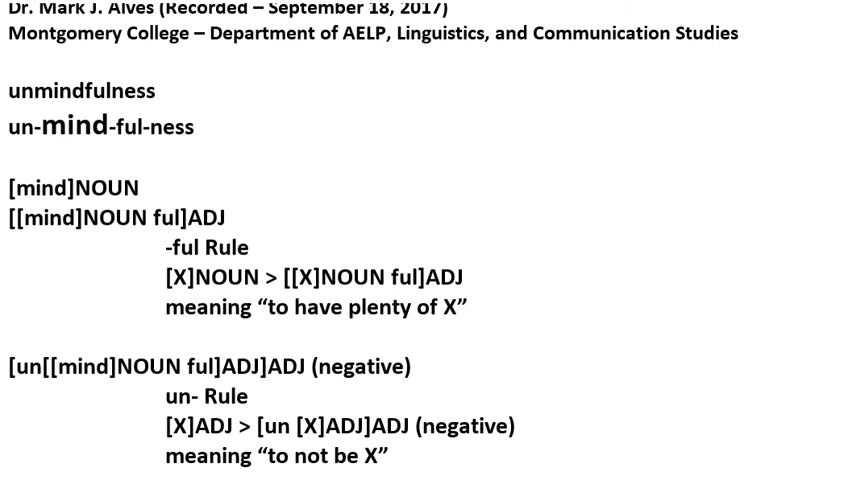 Dr. Mark J. Alves (Recorded – September 18, 2017)
Montgomery College – Department of AELP, Linguistics, and Communication Studies
unmindfulness
un-mind-ful-ness
[mind]NOUN
[[mind]NOUN ful]ADJ
-ful Rule
[X]NOUN > [[X]NOUN ful]ADJ
meaning “to have plenty of X”
[un[[mind]NOUN ful]ADJ]ADJ (negative)
un- Rule
[X]ADJ > [un [X]ADJ]ADJ (negative)
meaning “to not be X”